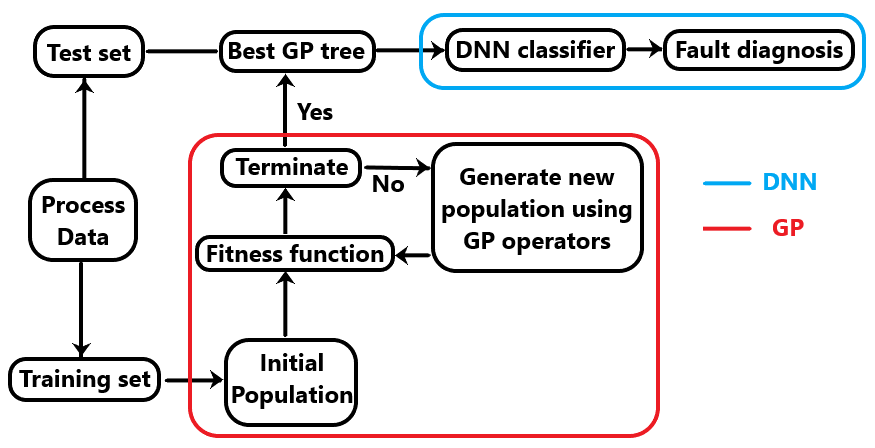 Test set
Best GP tree
DNN classifier
Fault diagnosis
Yes
Terminate
No
Generate new
population using
GP operators
DNN
GP
Process
Data
Fitness function
Initial
Population
Training set